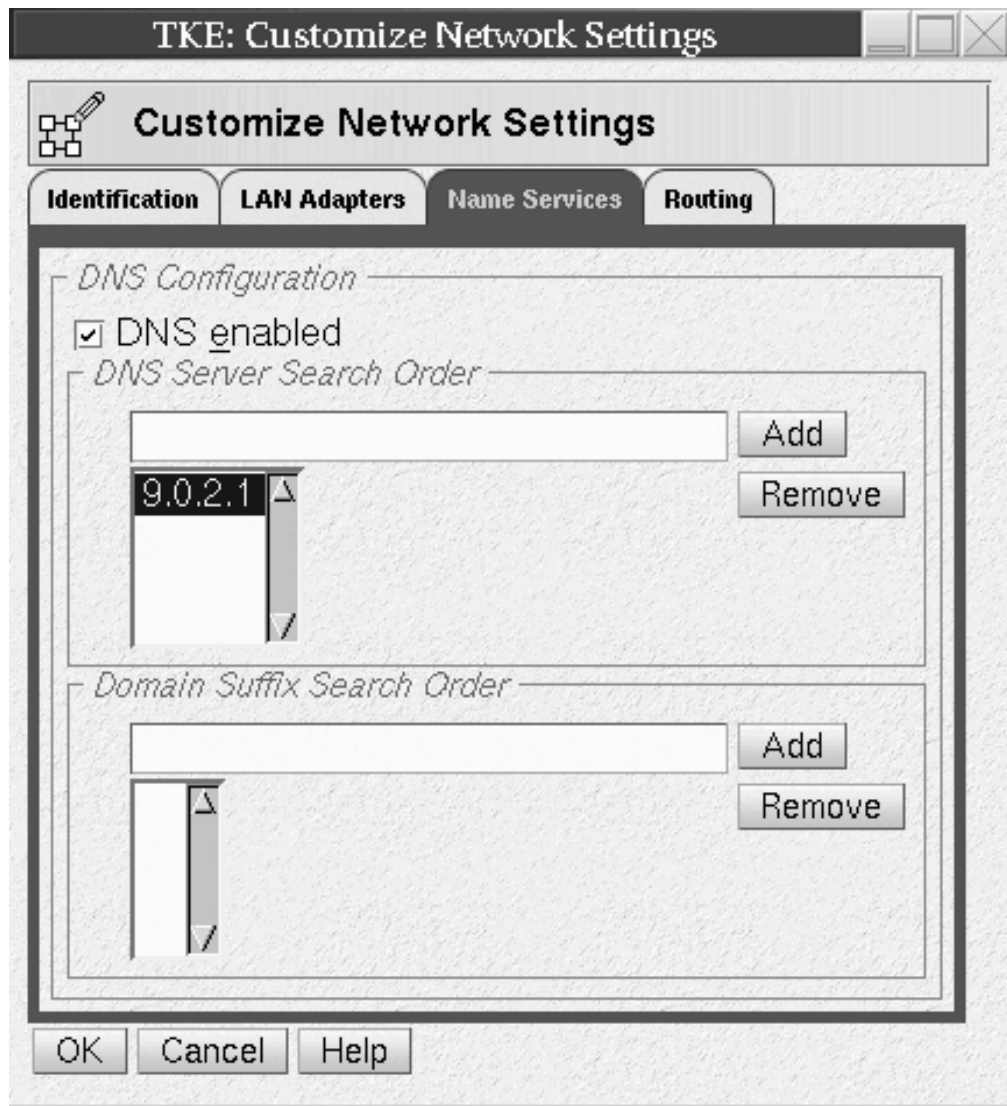 TKE: Customize Network Settings
Customize Network Settings
Identification LAN Adapters Name Services Routing
DNS Configuration
DNS enabled
DNS Server Search Order
Add
9.0.2.1
Remove
Domain Suffix Search Order
Add
Remove
OK Cancel Help